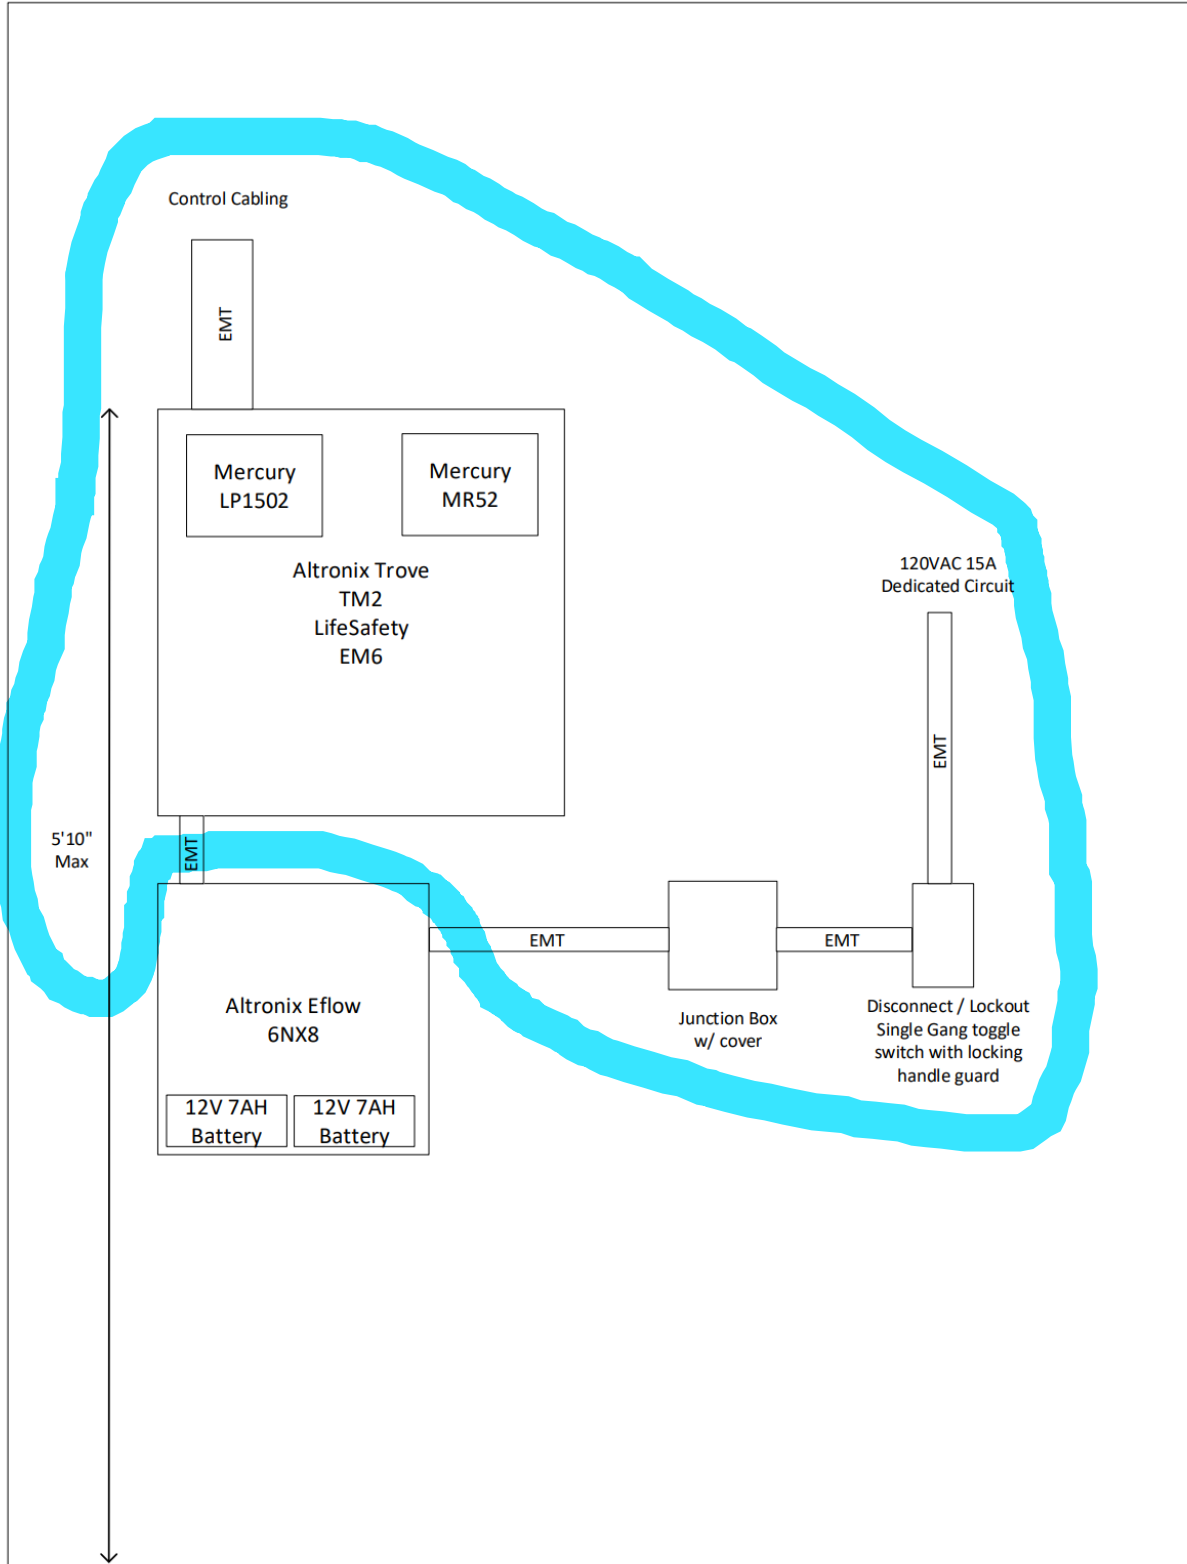 Control Cabling
EMT
Mercury
LP1502
Mercury
MR52
Altronix Trove
TM2
LifeSafety
EM6
120VAC 15A
Dedicated Circuit
EMT
5'10"
Max
EMT
EMT
EMT
Altronix Eflow
6NX8
Junction Box
w/ cover
Disconnect / Lockout
Single Gang toggle
switch with locking
handle guard
12V 7AH
Battery
12V 7AH
Battery